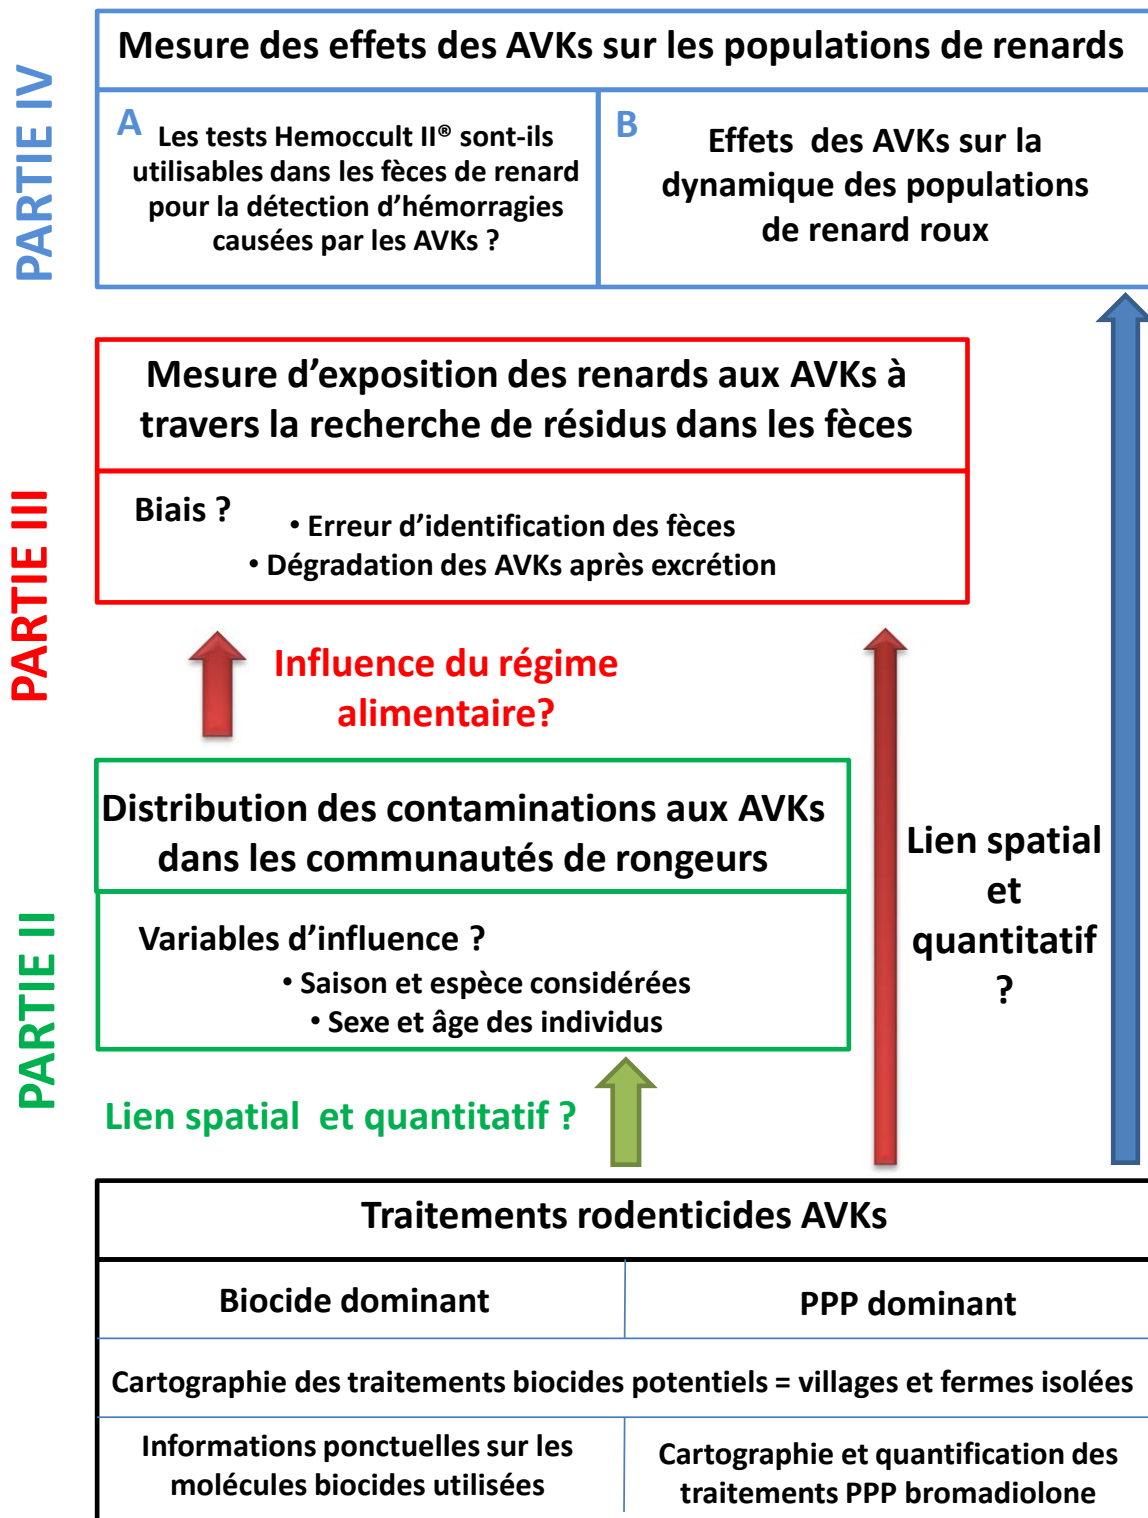 PARTIE IV
Mesure des effets des AVKs sur les populations de renards
A
Les tests Hemoccult II® sont-ils
utilisables dans les fèces de renard
pour la détection d'hémorragies
causées par les AVKs ?
B
Effets des AVKs sur la
dynamique des populations
de renard roux
PARTIE III
Mesure d'exposition des renards aux AVKs à
travers la recherche de résidus dans les fèces
Biais ?
• Erreur d'identification des fèces
• Dégradation des AVKs après excrétion
Influence du régime
alimentaire?
PARTIE II
Distribution des contaminations aux AVKs
dans les communautés de rongeurs
Variables d'influence ?
• Saison et espèce considérées
• Sexe et âge des individus
Lien spatial et quantitatif ?
Lien spatial
et
quantitatif
?
Traitements rodenticides AVKs
Biocide dominant
PPP dominant
Cartographie des traitements biocides potentiels = villages et fermes isolées
Informations ponctuelles sur les
molécules biocides utilisées
Cartographie et quantification des
traitements PPP bromadiolone